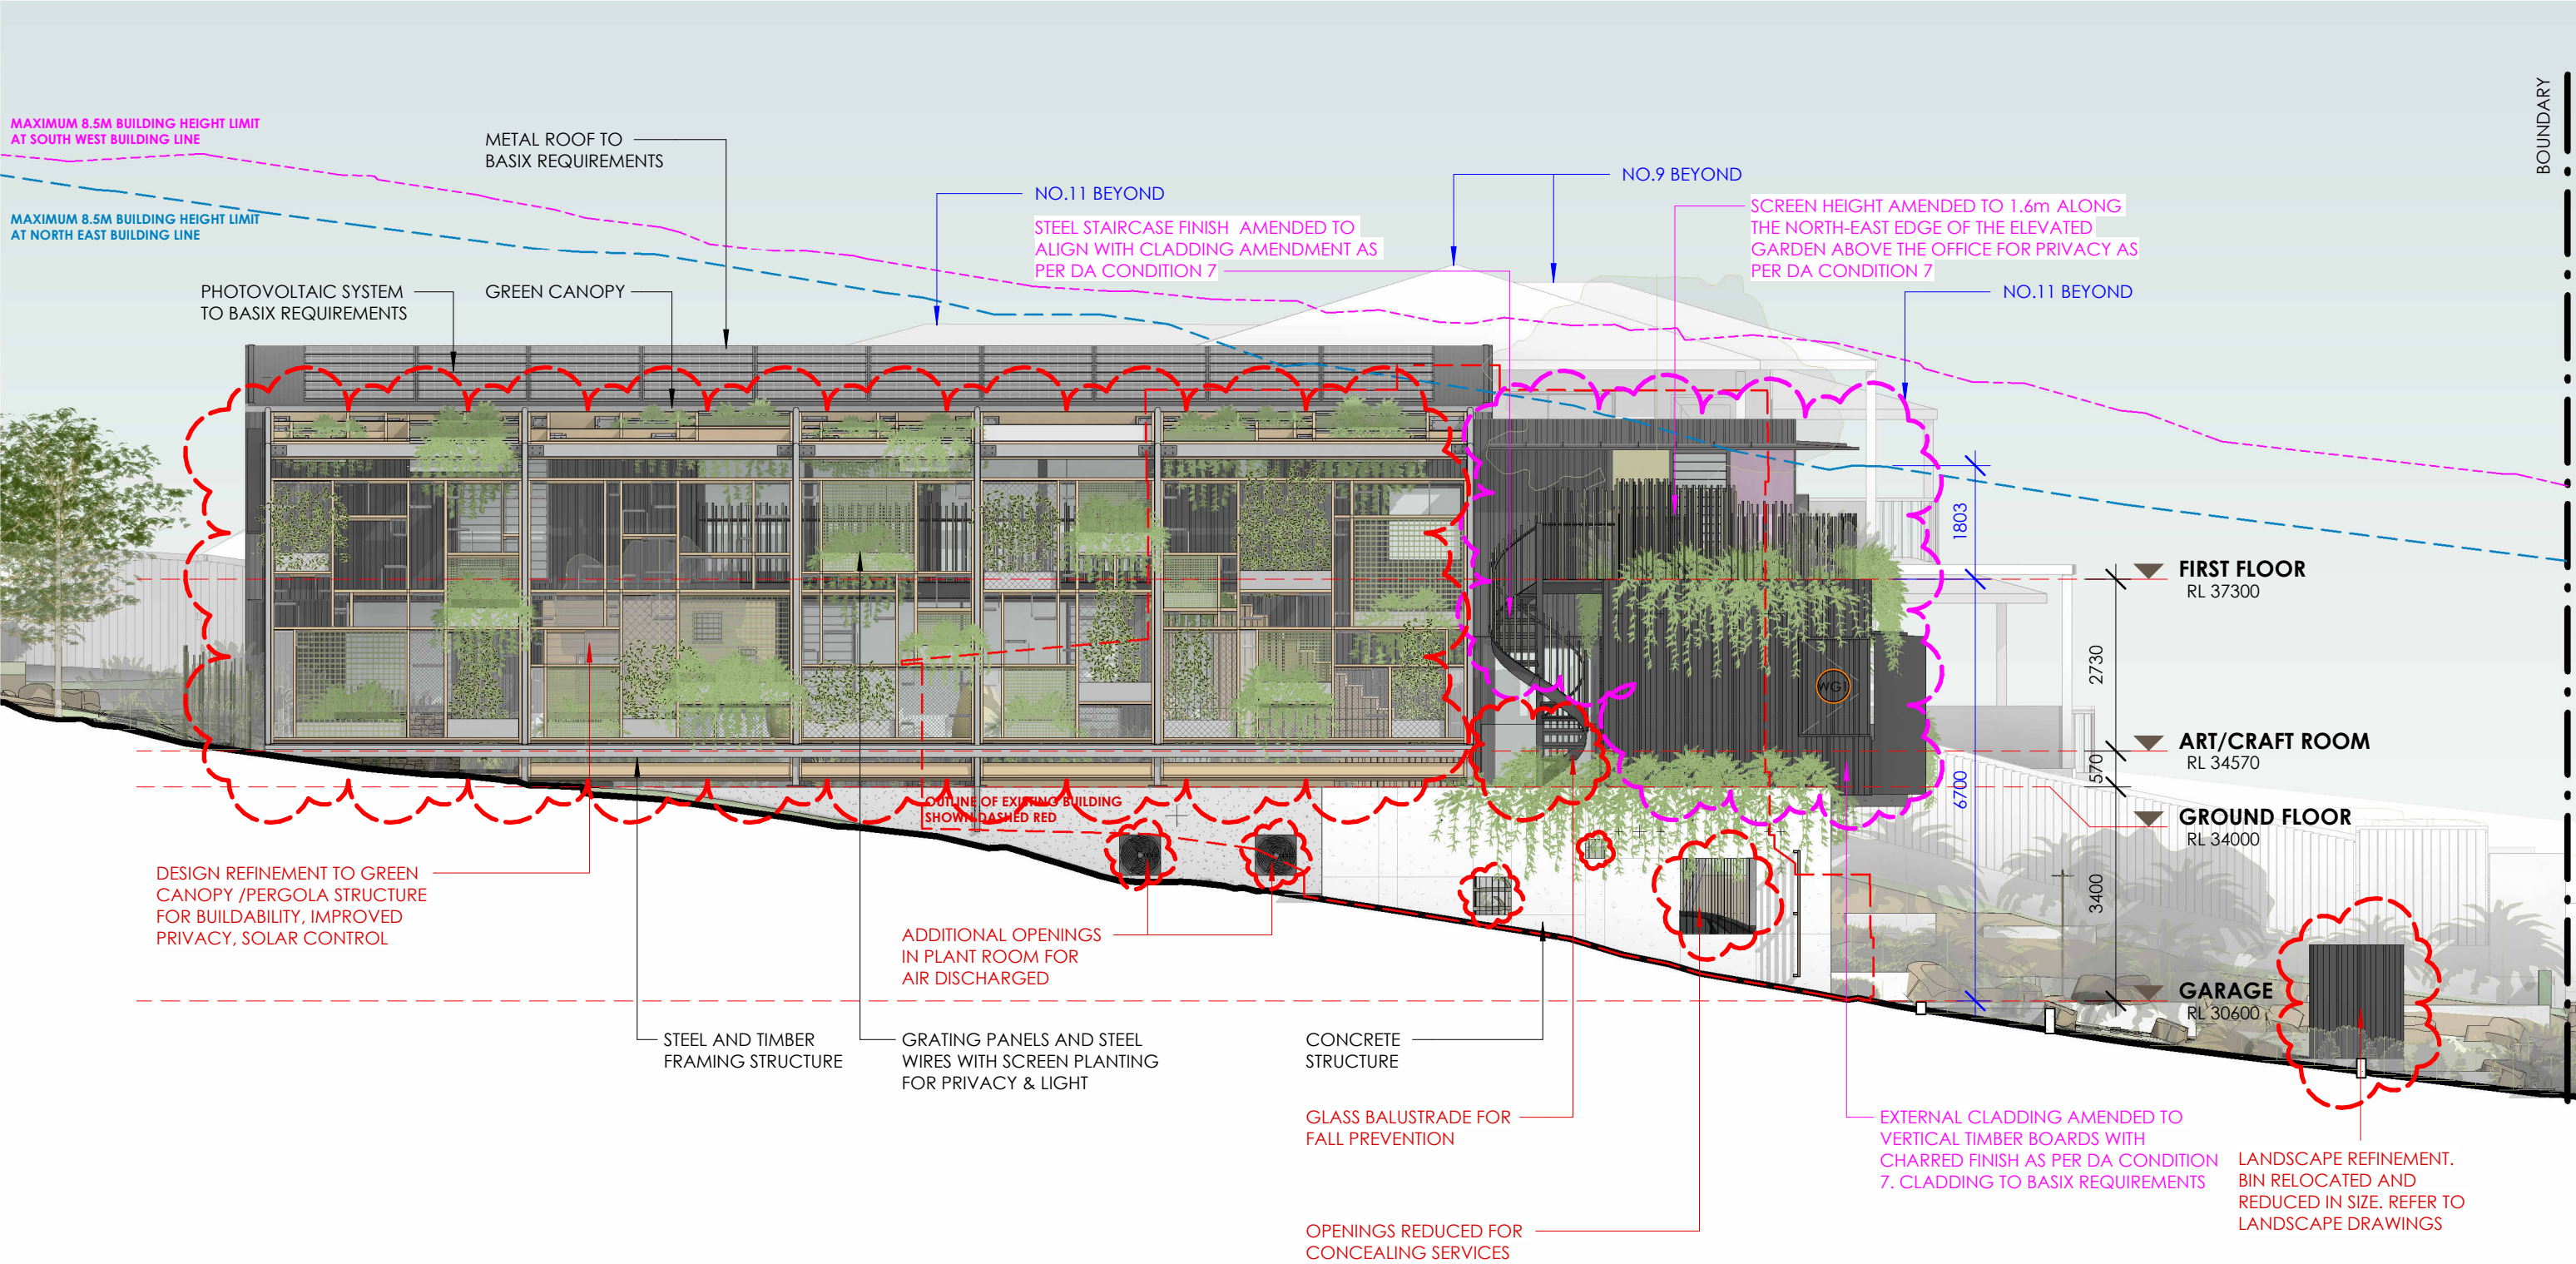 BOUNDARY
MAXIMUM 8.5M BUILDING HEIGHT LIMIT
AT SOUTH WEST BUILDING LINE
METAL ROOF TO
BASIX REQUIREMENTS
NO.9 BEYOND
NO.11 BEYOND
MAXIMUM 8.5M BUILDING HEIGHT LIMIT
AT NORTH EAST BUILDING LINE
STEEL STAIRCASE FINISH AMENDED TO
ALIGN WITH CLADDING AMENDMENT AS
PER DA CONDITION 7
SCREEN HEIGHT AMENDED TO 1.6m ALONG
THE NORTH-EAST EDGE OF THE ELEVATED
GARDEN ABOVE THE OFFICE FOR PRIVACY AS
PER DA CONDITION 7
PHOTOVOLTAIC SYSTEM
TO BASIX REQUIREMENTS
GREEN CANOPY
NO.11 BEYOND
1803
FIRST FLOOR
RL 37300
2730
WG1
ART/CRAFT ROOM
RL 34570
570
6700
OUTLINE OF EXISTING BUILDING
SHOWN DASHED RED
GROUND FLOOR
RL 34000
3400
DESIGN REFINEMENT TO GREEN
CANOPY /PERGOLA STRUCTURE
FOR BUILDABILITY, IMPROVED
PRIVACY, SOLAR CONTROL
ADDITIONAL OPENINGS
IN PLANT ROOM FOR
AIR DISCHARGED
GARAGE
RL 30600
STEEL AND TIMBER
FRAMING STRUCTURE
GRATING PANELS AND STEEL
WIRES WITH SCREEN PLANTING
FOR PRIVACY & LIGHT
CONCRETE
STRUCTURE
GLASS BALUSTRADE FOR
FALL PREVENTION
EXTERNAL CLADDING AMENDED TO
VERTICAL TIMBER BOARDS WITH
CHARRED FINISH AS PER DA CONDITION
7. CLADDING TO BASIX REQUIREMENTS
LANDSCAPE REFINEMENT.
BIN RELOCATED AND
REDUCED IN SIZE. REFER TO
LANDSCAPE DRAWINGS
OPENINGS REDUCED FOR
CONCEALING SERVICES